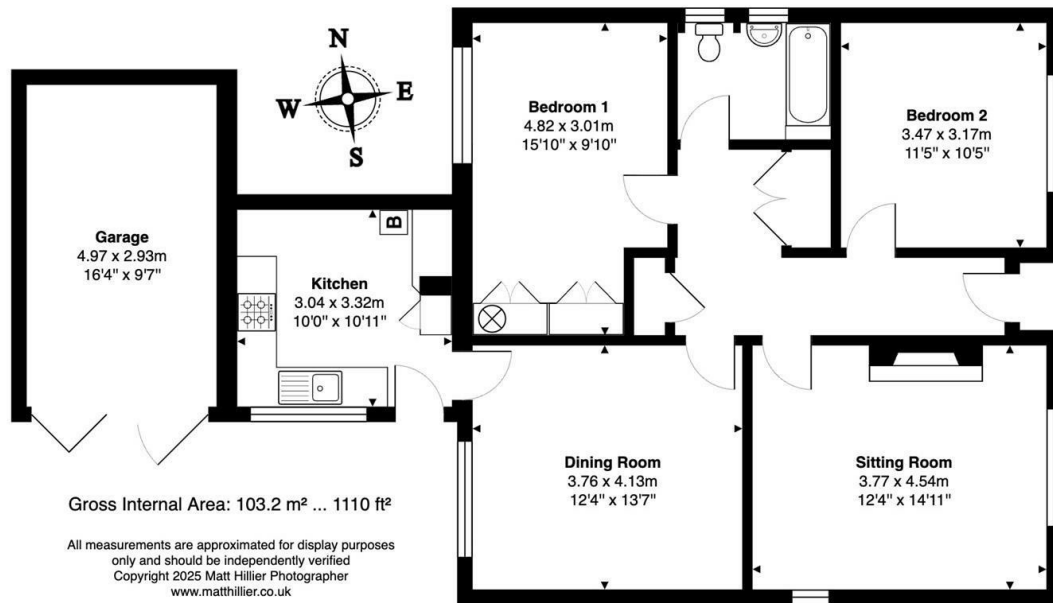 N
W E
S
Bedroom 1
4.82 x 3.01m
15'10" x 9'10"
Bedroom 2
3.47 x 3.17m
11'5" x 10'5"
Garage
4.97 x 2.93m
16'4" x 9'7"
B
Kitchen
3.04 x 3.32m
10'0" x 10'11"
Dining Room
3.76 x 4.13m
12'4" x 13'7"
Sitting Room
3.77 x 4.54m
12'4" x 14'11"
Gross Internal Area: 103.2 m² ... 1110 ft²
All measurements are approximated for display purposes
only and should be independently verified
Copyright 2025 Matt Hillier Photographer
www.matthillier.co.uk